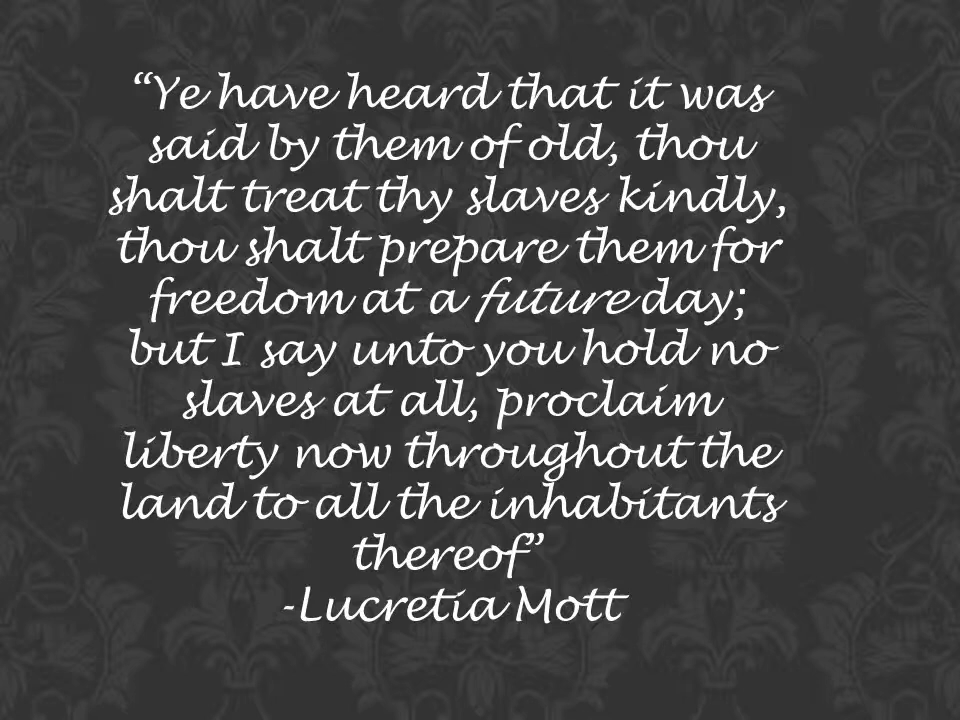 “Ye have heard that it was
said by them of old, thou
shalt treat thy slaves kindly,
thou shalt prepare them for
freedom at a future day;
but I say unto you hold no
slaves at all, proclaim
liberty now throughout the
land to all the inhabitants
thereof”
-Lucretia Mott